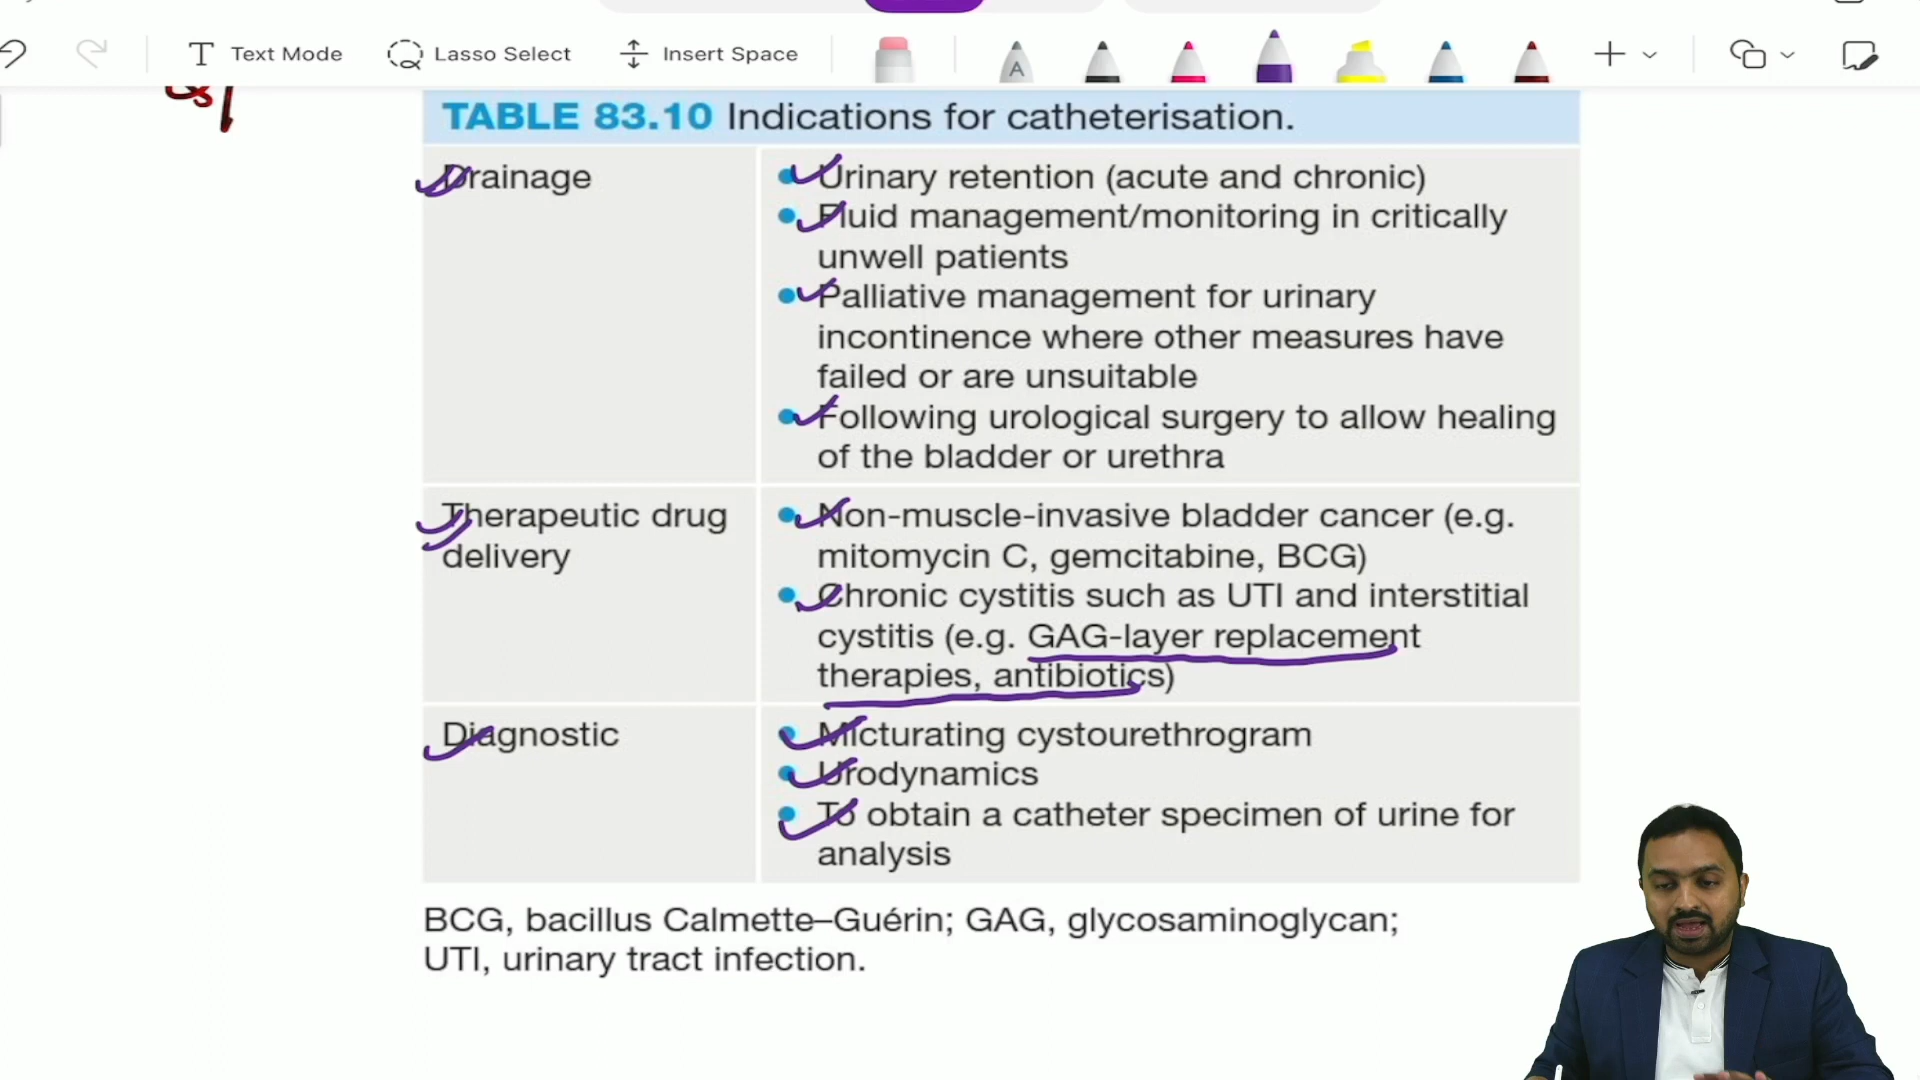 Text Mode Lasso Select Insert Space
A
TABLE 83.10 Indications for catheterisation.
Drainage
• Urinary retention (acute and chronic)
• Fluid management/monitoring in critically
unwell patients
• Palliative management for urinary
incontinence where other measures have
failed or are unsuitable
• Following urological surgery to allow healing
of the bladder or urethra
Therapeutic drug
delivery
• Non-muscle-invasive bladder cancer (e.g.
mitomycin C, gemcitabine, BCG)
• Chronic cystitis such as UTI and interstitial
cystitis (e.g. GAG-layer replacement
therapies, antibiotics)
Diagnostic
• Micturating cystourethrogram
• Urodynamics
• To obtain a catheter specimen of urine for
analysis
BCG, bacillus Calmette–Guérin; GAG, glycosaminoglycan;
UTI, urinary tract infection.